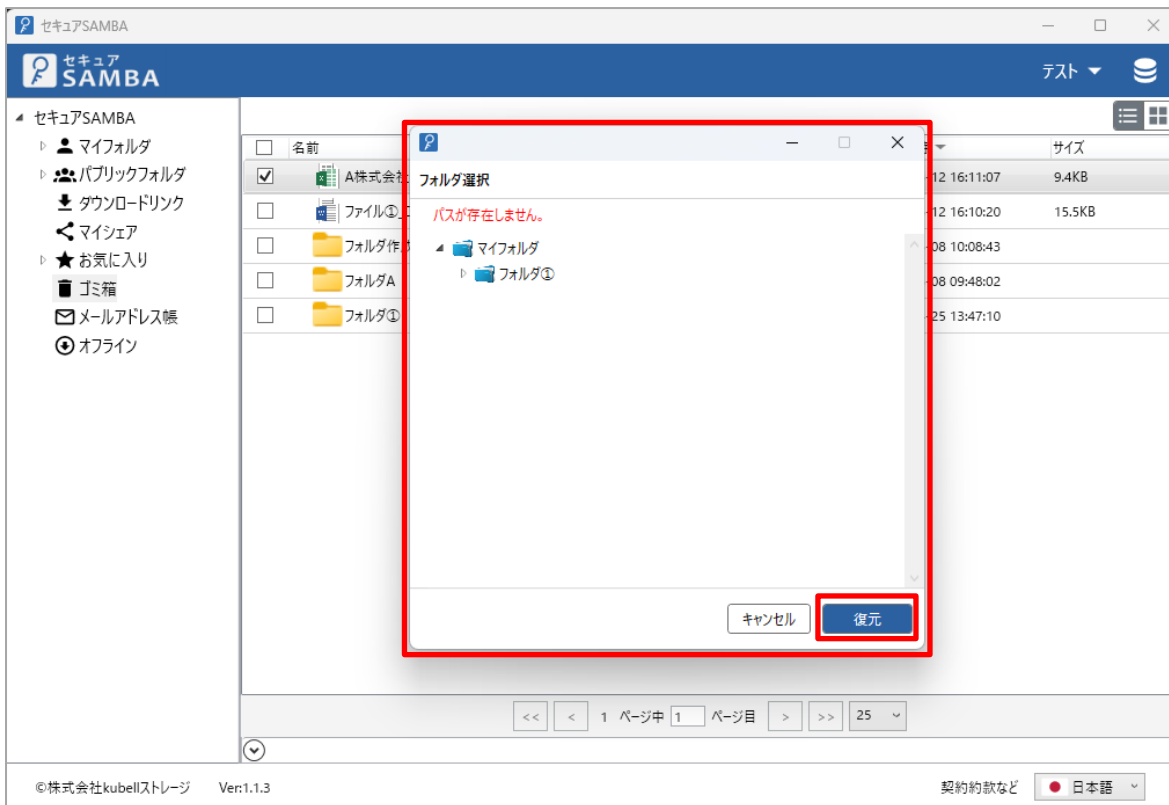 セキュアSAMBA
セキュア
SAMBA
テスト
セキュアSAMBA
マイフォルダ
パブリックフォルダ
ダウンロードリンク
マイシェア
お気に入り
ゴミ箱
メールアドレス帳
オフライン
名前
サイズ
A株式会社
12 16:11:07
9.4KB
ファイル①_
12 16:10:20
15.5KB
フォルダ作
08 10:08:43
フォルダA
08 09:48:02
フォルダ①
25 13:47:10
フォルダ選択
パスが存在しません。
マイフォルダ
フォルダ①
キャンセル
復元
<< < 1 ページ中 1 ページ目 > >> 25
©株式会社kubellストレージ Ver:1.1.3
契約約款など
日本語